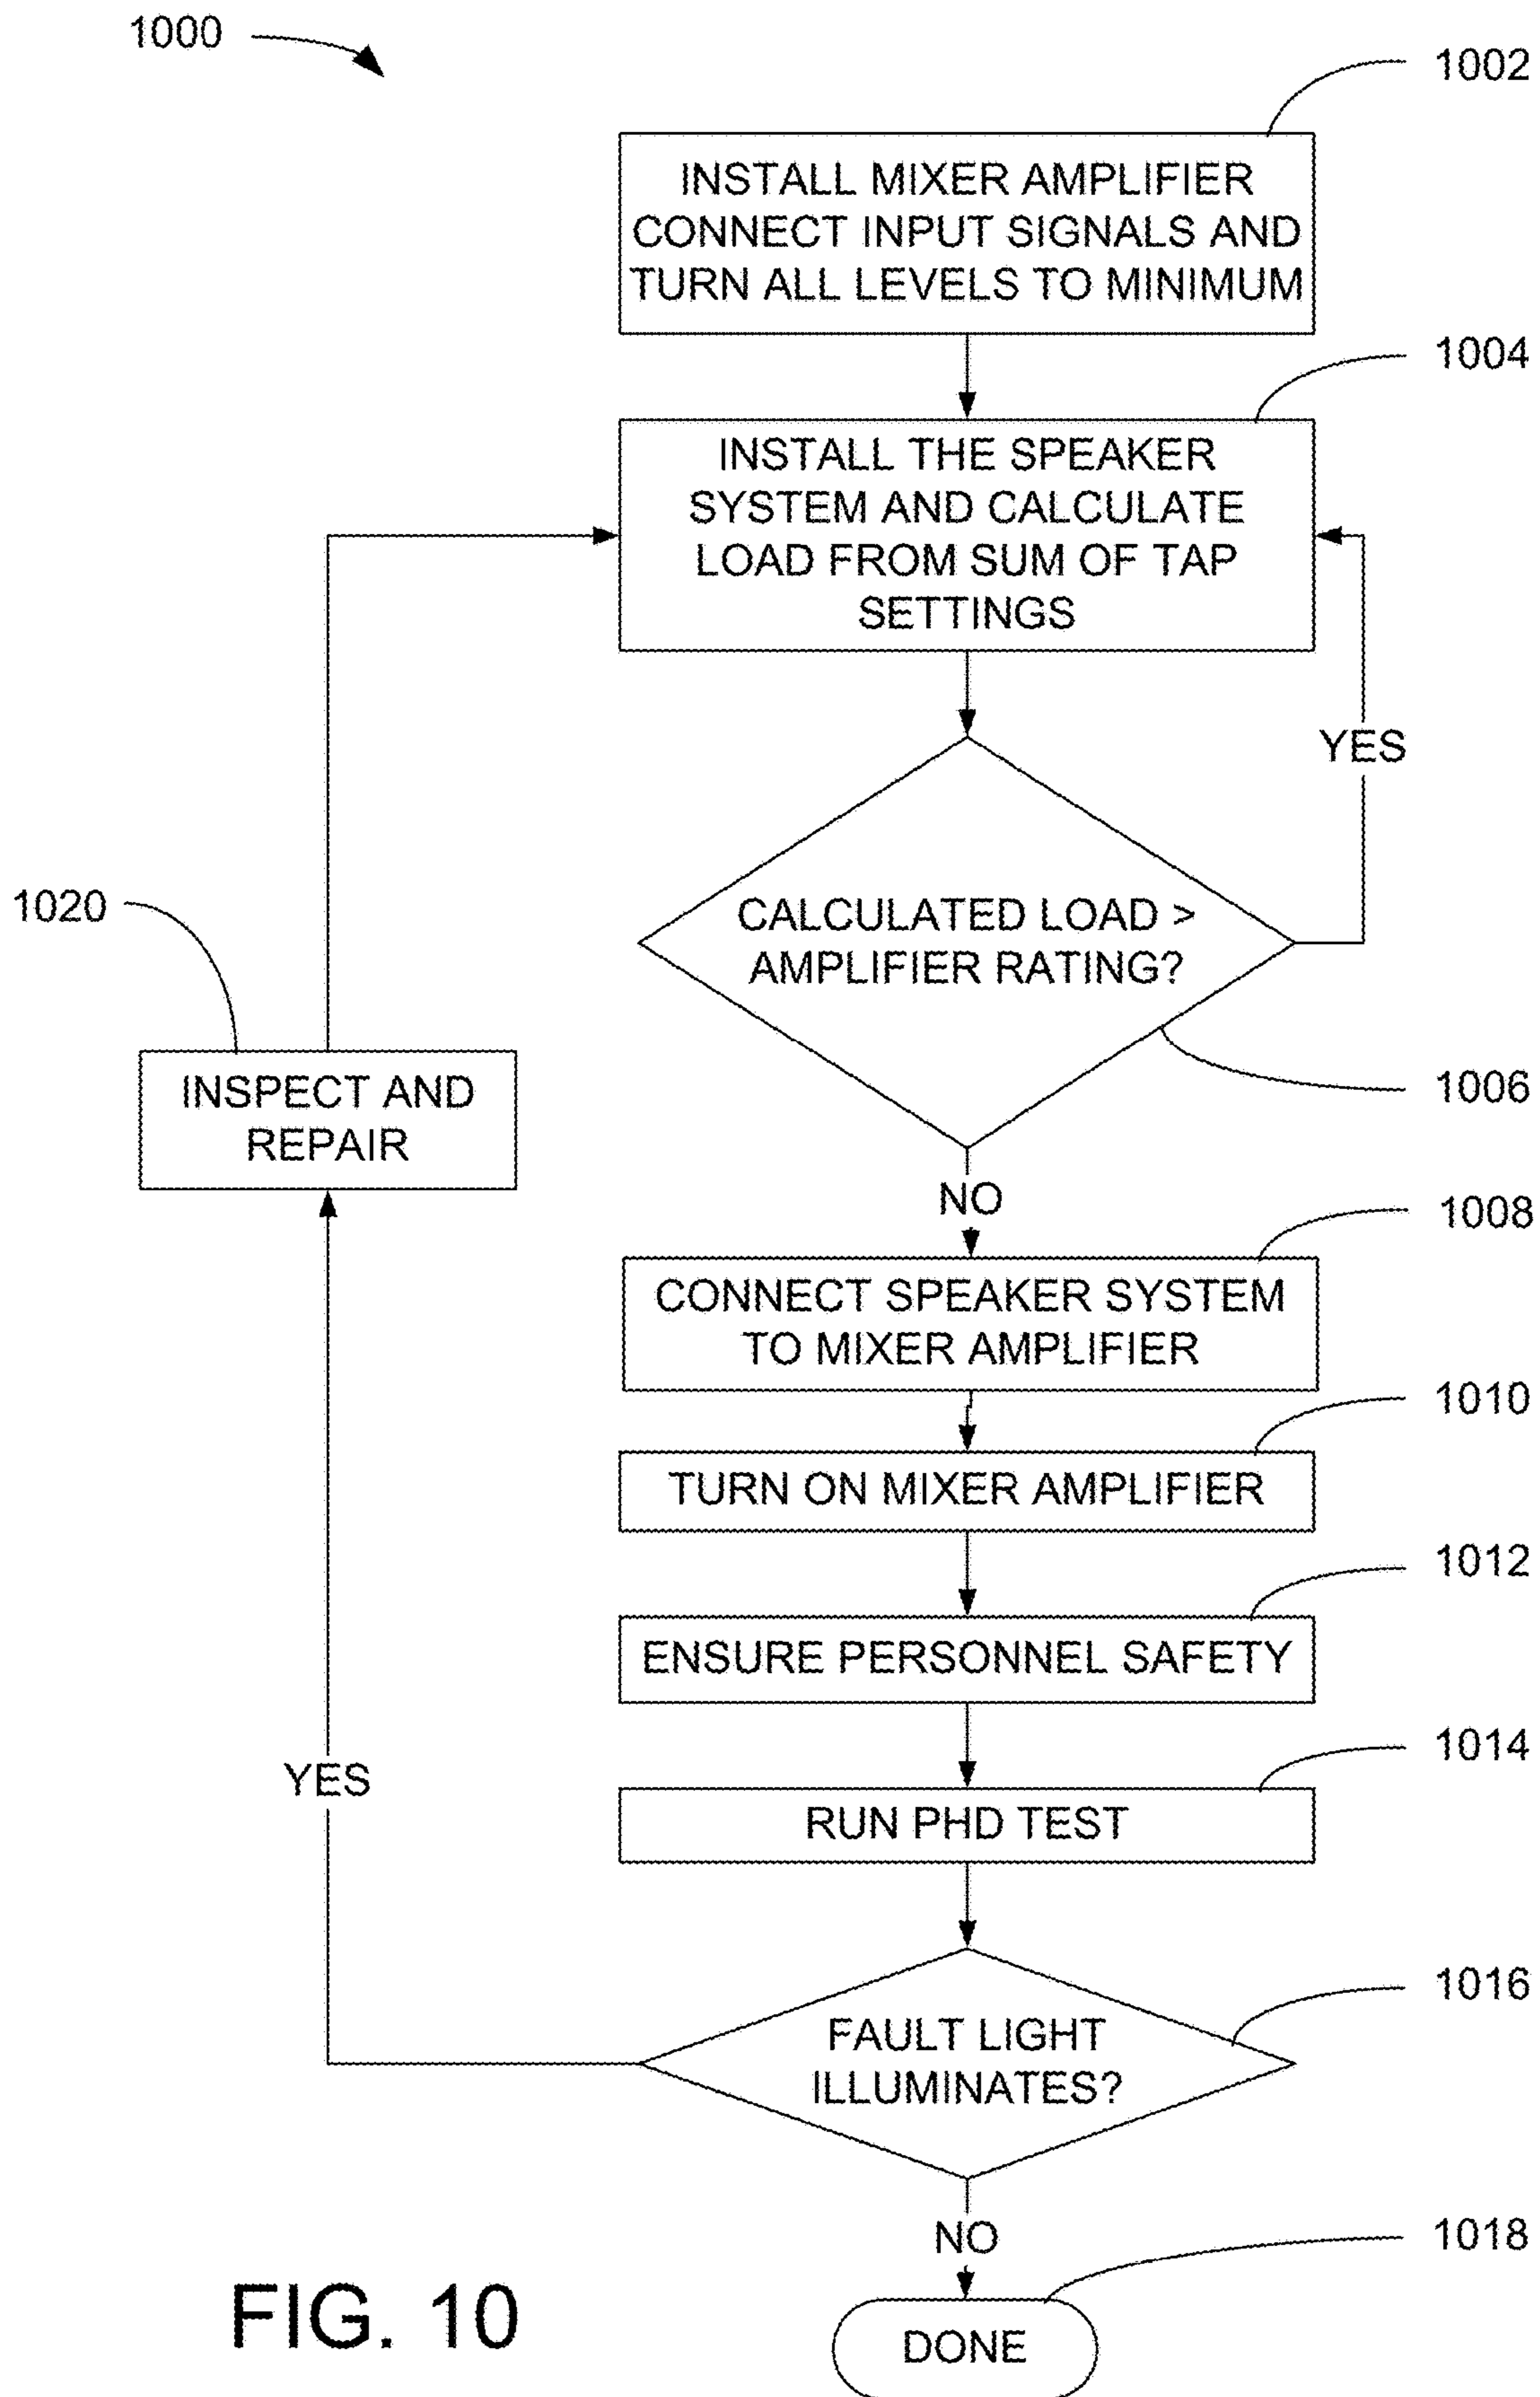 1000
1002
INSTALL MIXER AMPLIFIER
CONNECT INPUT SIGNALS AND
TURN ALL LEVELS TO MINIMUM
1004
INSTALL THE SPEAKER
SYSTEM AND CALCULATE
LOAD FROM SUM OF TAP
SETTINGS
YES
CALCULATED LOAD >
AMPLIFIER RATING?
1006
1020
INSPECT AND
REPAIR
NO
1008
CONNECT SPEAKER SYSTEM
TO MIXER AMPLIFIER
1010
TURN ON MIXER AMPLIFIER
1012
ENSURE PERSONNEL SAFETY
1014
RUN PHD TEST
YES
1016
FAULT LIGHT
ILLUMINATES?
NO
1018
DONE
FIG. 10